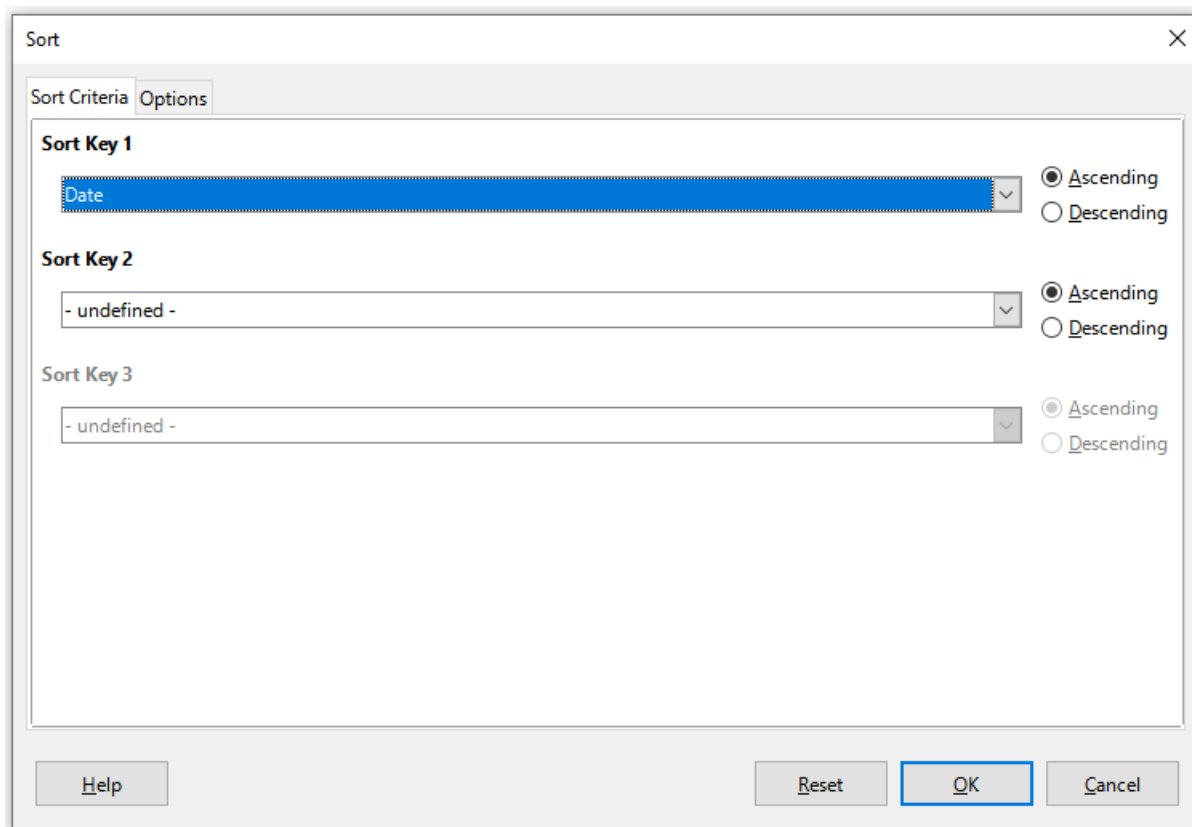 Sort
Sort Criteria Options
Sort Key 1
Date
Ascending
Descending
Sort Key 2
- undefined -
Ascending
Descending
Sort Key 3
- undefined -
Ascending
Descending
Help Reset OK Cancel